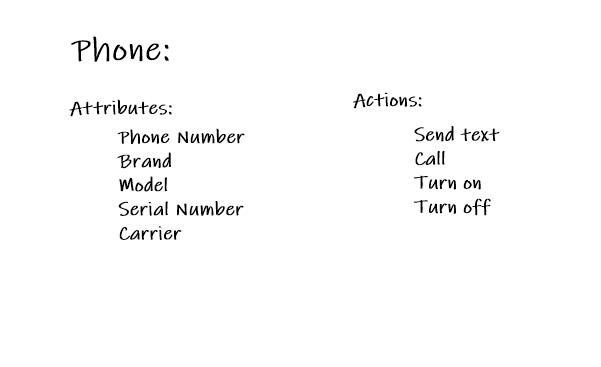 Phone:
Attributes:
Phone Number
Brand
Model
Serial Number
Carrier
Actions:
Send text
Call
Turn on
Turn off